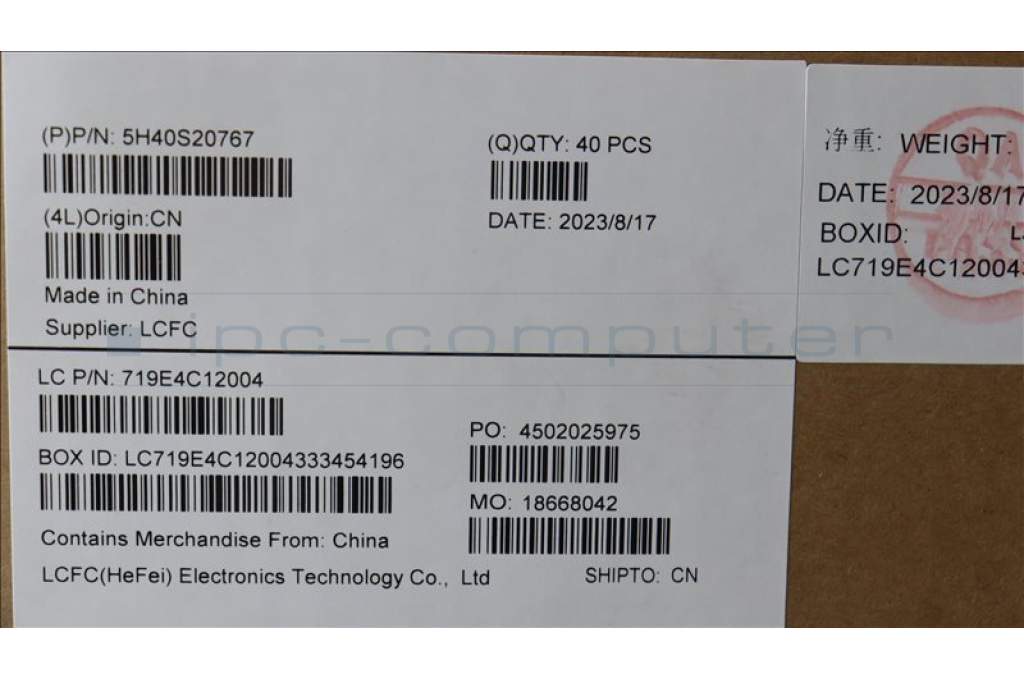 (P)P/N: 5H40S20767
(Q)QTY: 40 PCS
(4L)Origin:CN
DATE: 2023/8/17
Made in China
Supplier: LCFC
LC P/N: 719E4C12004
PO: 4502025975
BOX ID: LC719E4C12004333454196
MO: 18668042
Contains Merchandise From: China
LCFC(HeFei) Electronics Technology Co., Ltd
SHIPTO: CN
净重: WEIGHT:
DATE: 2023/8/17
BOXID:
LC719E4C12004
ipc-computer